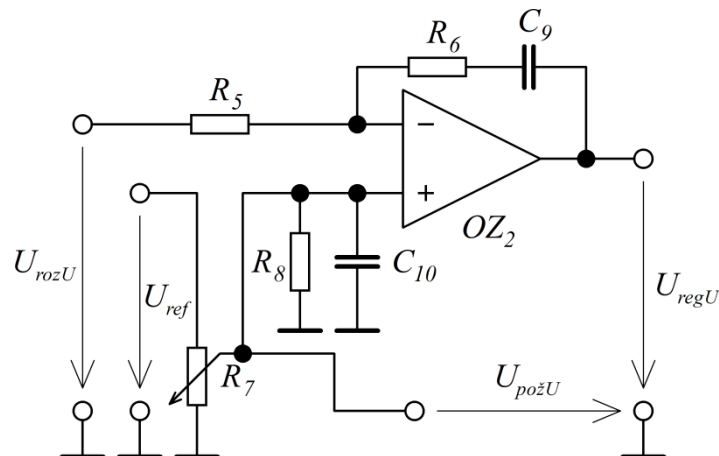 C9
R6
R5
−
+
OZ2
UrozU
Uref
R8
C10
UregU
R7
UpožU